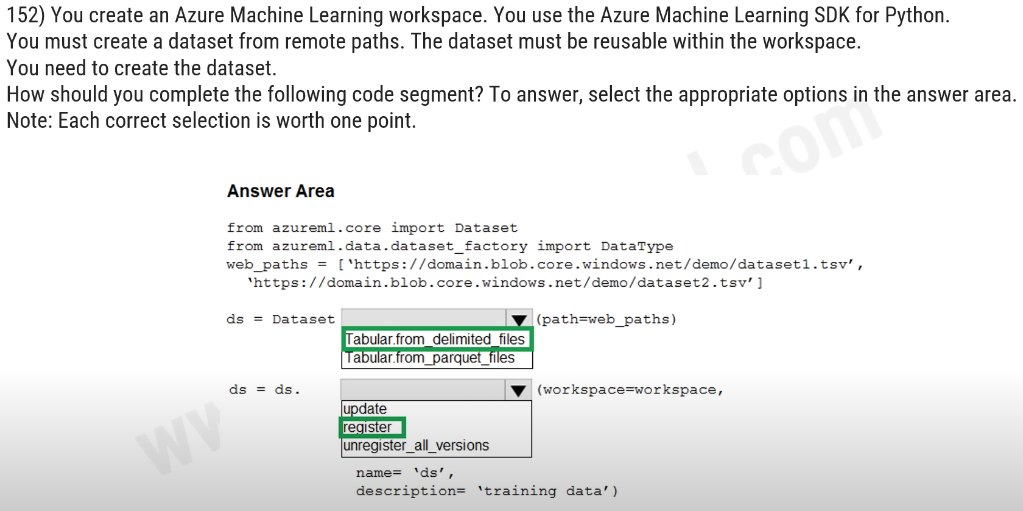 152) You create an Azure Machine Learning workspace. You use the Azure Machine Learning SDK for Python.
You must create a dataset from remote paths. The dataset must be reusable within the workspace.
You need to create the dataset.
How should you complete the following code segment? To answer, select the appropriate options in the answer area.
Note: Each correct selection is worth one point.
.com
Answer Area
from azureml.core import Dataset
from azureml.data.dataset_factory import DataType
web_paths = [‘https://domain.blob.core.windows.net/demo/dataset1.tsv’,
‘https://domain.blob.core.windows.net/demo/dataset2.tsv’]
ds = Dataset (path=web_paths)
Tabular.from_delimited_files
Tabular.from_parquet_files
ds = ds. (workspace=workspace,
update
register
unregister_all_versions
name= ‘ds’,
description= ‘training data’)